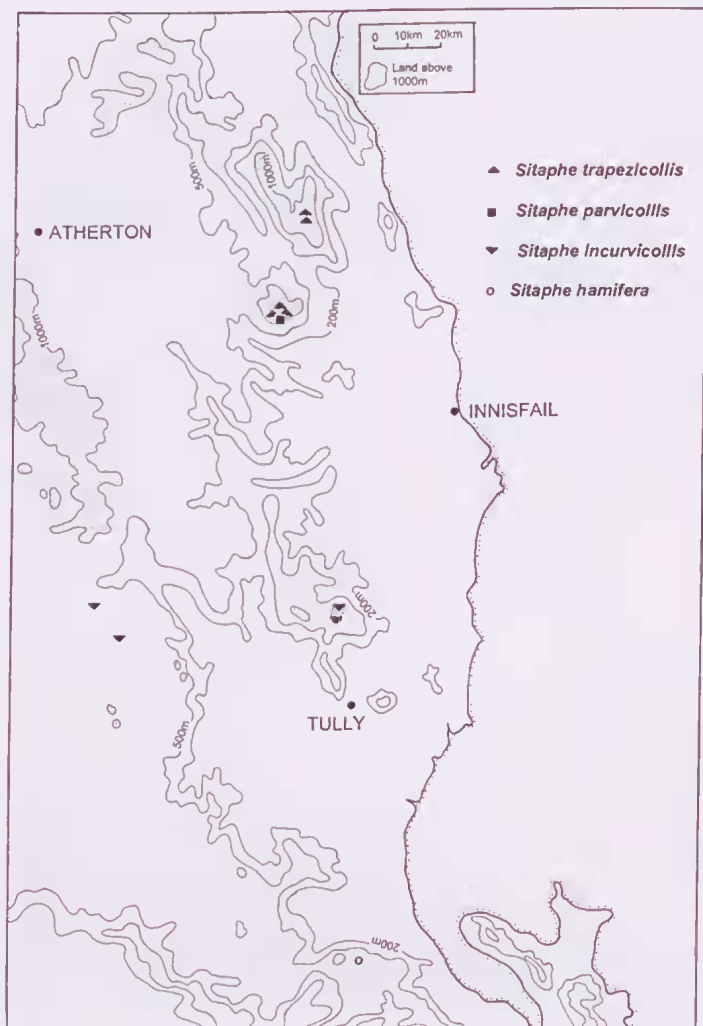 0 10km 20km
Land above
1000m
500m
1000m
Sitaphe trapezicollis
Sitaphe parvicollis
ATHERTON
Sitaphe incurvicollis
Sitaphe hamifera
200m
1000m
INNISFAIL
200m
TULLY
500m
200m